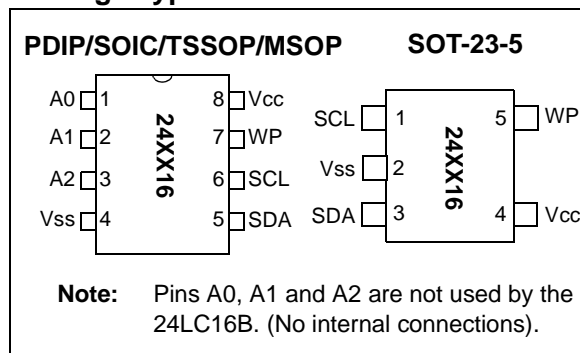 PDIP/SOIC/TSSOP/MSOP SOT-23-5
A0 1 8 Vcc
A1 2 7 WP
A2 3 6 SCL
Vss 4 5 SDA
24XX16
SCL 1 5 WP
Vss 2
SDA 3 4 Vcc
24XX16
Note: Pins A0, A1 and A2 are not used by the
24LC16B. (No internal connections).